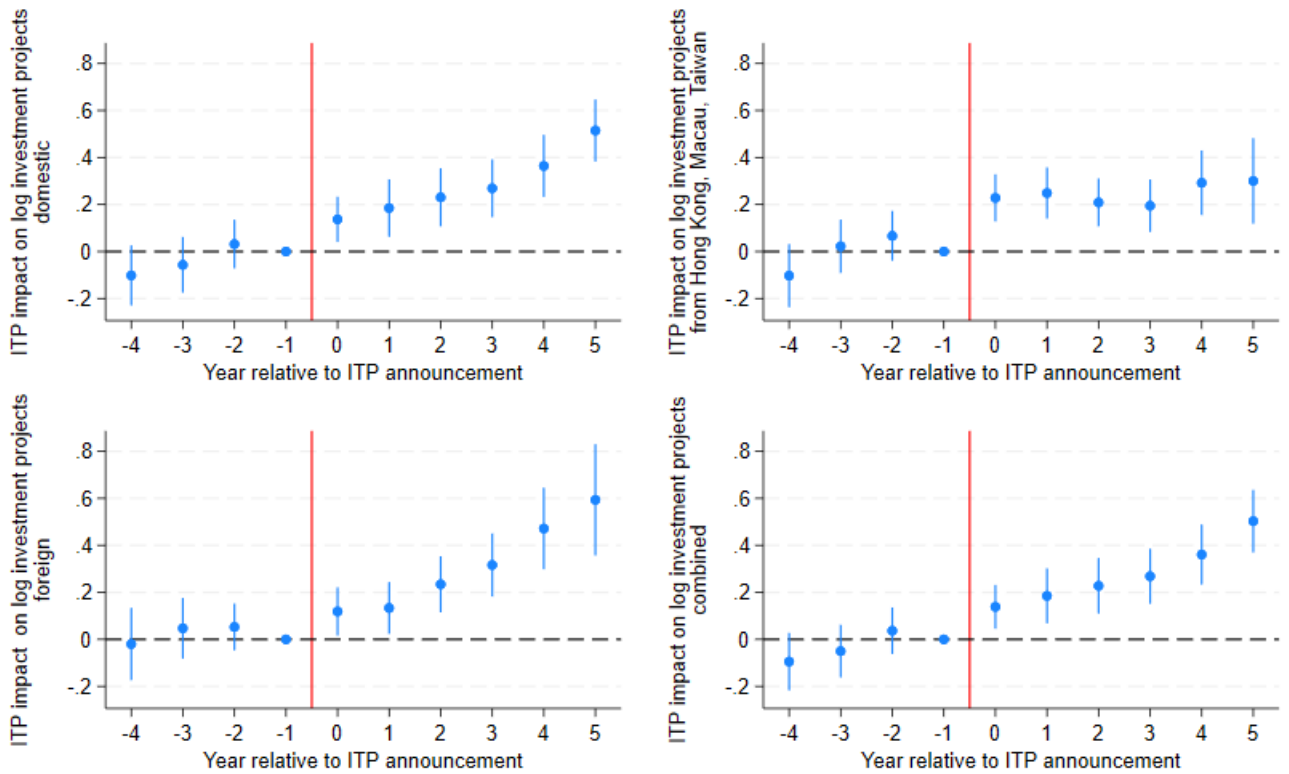 ITP impact on log investment projects
domestic
.8
.6
.4
.2
0
-.2
-4 -3 -2 -1 0 1 2 3 4 5
Year relative to ITP announcement
ITP impact on log investment projects
from Hong Kong, Macau, Taiwan
.8
.6
.4
.2
0
-.2
-4 -3 -2 -1 0 1 2 3 4 5
Year relative to ITP announcement
ITP impact on log investment projects
foreign
.8
.6
.4
.2
0
-.2
-4 -3 -2 -1 0 1 2 3 4 5
Year relative to ITP announcement
ITP impact on log investment projects
combined
.8
.6
.4
.2
0
-.2
-4 -3 -2 -1 0 1 2 3 4 5
Year relative to ITP announcement